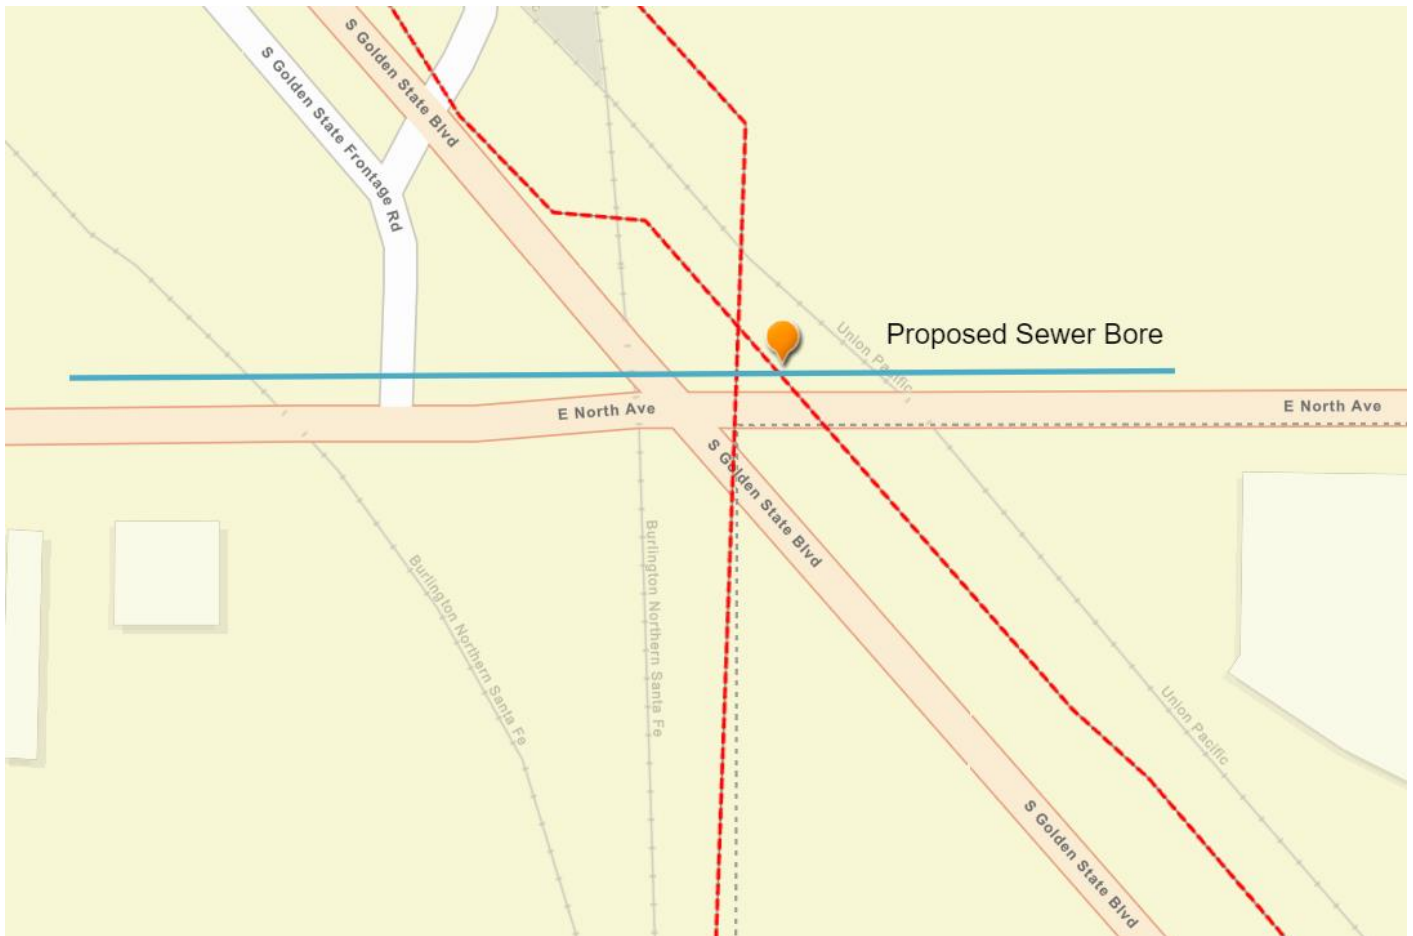 S Golden State Blvd
S Golden State Frontage Rd
Proposed Sewer Bore
Union Pacific
E North Ave
E North Ave
S Golden State Blvd
Burlington Northern Santa Fe
Burlington Northern Santa Fe
Union Pacific
S Golden State Blvd